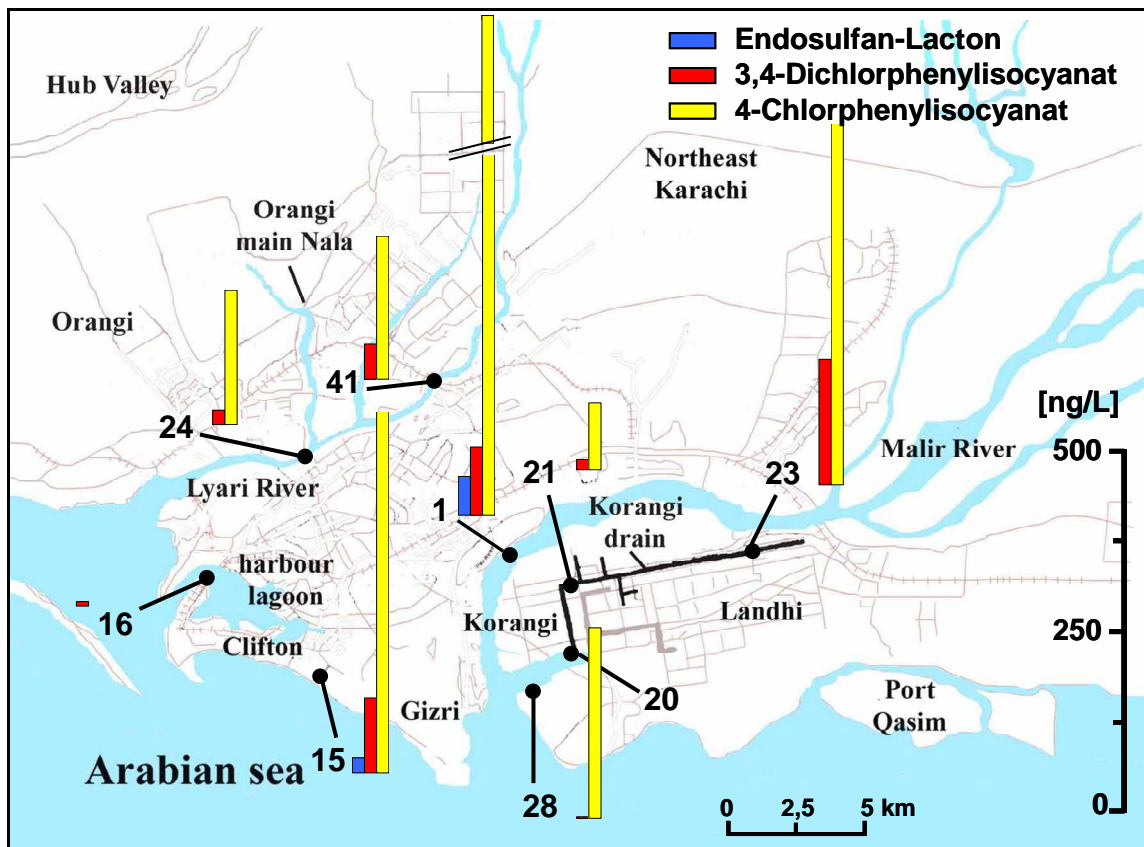 Endosulfan-Lacton
3,4-Dichlorphenylisocyanat
4-Chlorphenylisocyanat
Hub Valley
Northeast
Karachi
Orangi
main Nala
Orangi
41
24
[ng/L]
Malir River
500
21
23
Lyari River
1
Korangi
drain
harbour
lagoon
16
Korangi
Landhi
Clifton
250
20
Gizri
Port
Qasim
15
Arabian sea
28
0
0 2,5 5 km